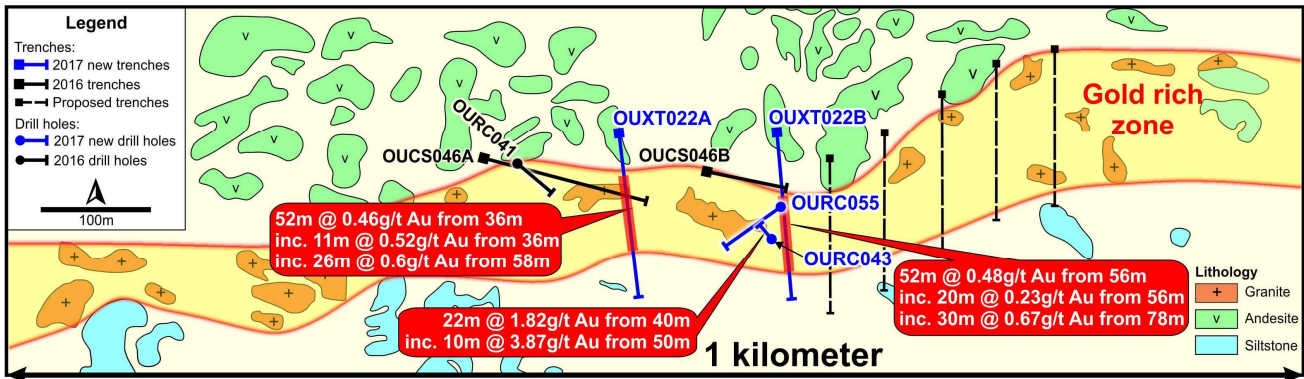 Legend
Trenches:
2017 new trenches
2016 trenches
Proposed trenches
Drill holes:
2017 new drill holes
2016 drill holes
100m
OURC041
OUCS046A
OUXT022A
OUCS046B
OUXT022B
OURC055
OURC043
Gold rich
zone
52m @ 0.46g/t Au from 36m
inc. 11m @ 0.52g/t Au from 36m
inc. 26m @ 0.6g/t Au from 58m
22m @ 1.82g/t Au from 40m
inc. 10m @ 3.87g/t Au from 50m
52m @ 0.48g/t Au from 56m
inc. 20m @ 0.23g/t Au from 56m
inc. 30m @ 0.67g/t Au from 78m
Lithology
+ Granite
v Andesite
Siltstone
1 kilometer